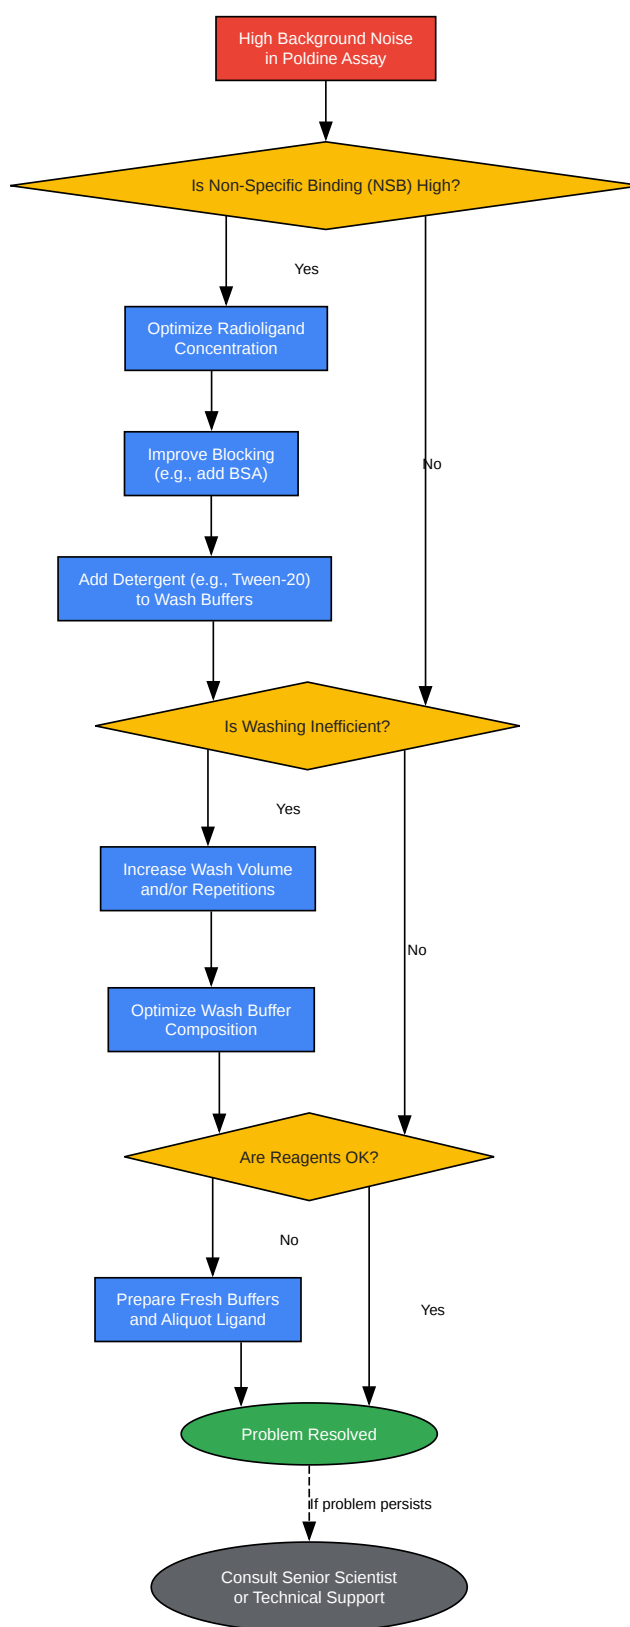 High Background Noise
in Poldine Assay
Is Non-Specific Binding (NSB) High?
Yes
Optimize Radioligand
Concentration
Improve Blocking
(e.g., add BSA)
No
Add Detergent (e.g., Tween-20)
to Wash Buffers
Is Washing Inefficient?
Yes
Increase Wash Volume
and/or Repetitions
No
Optimize Wash Buffer
Composition
Are Reagents OK?
No
Prepare Fresh Buffers
and Aliquot Ligand
Yes
Problem Resolved
If problem persists
Consult Senior Scientist
or Technical Support